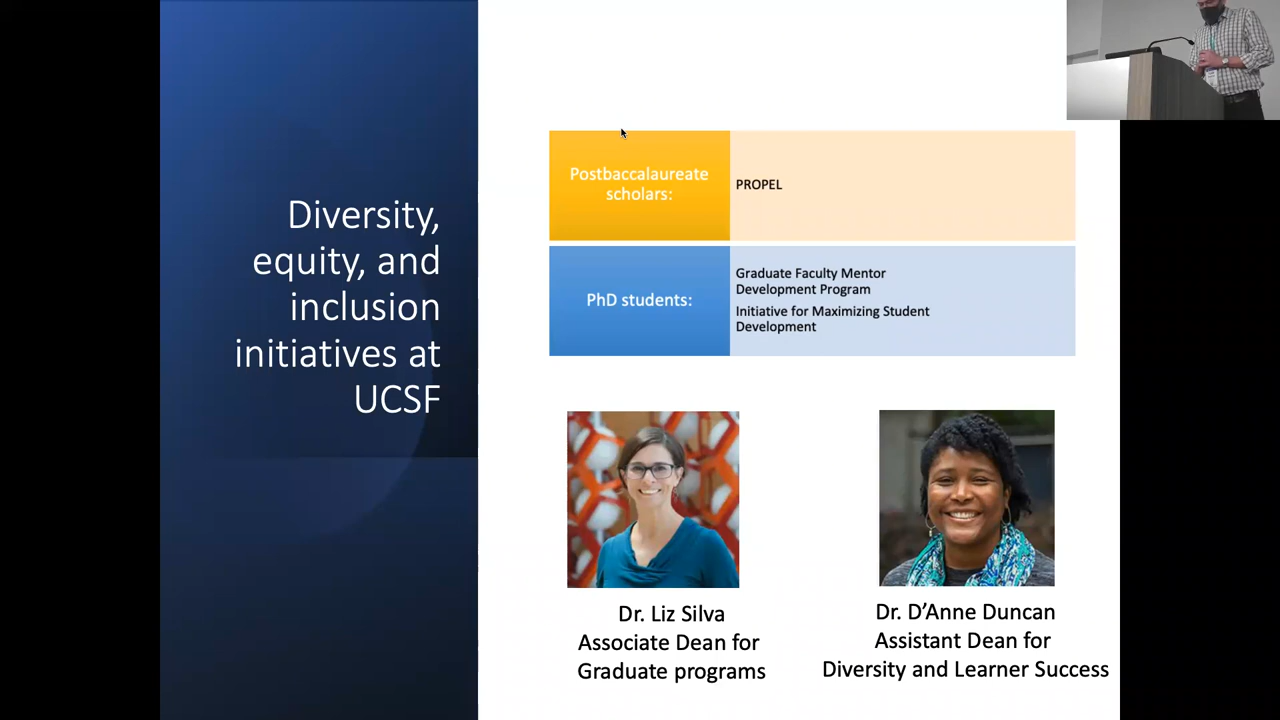 Diversity,
equity, and
inclusion
initiatives at
UCSF
Postbaccalaureate
scholars:
PROPEL
PhD students:
Graduate Faculty Mentor
Development Program
Initiative for Maximizing Student
Development
Dr. Liz Silva
Associate Dean for
Graduate programs
Dr. D’Anne Duncan
Assistant Dean for
Diversity and Learner Success